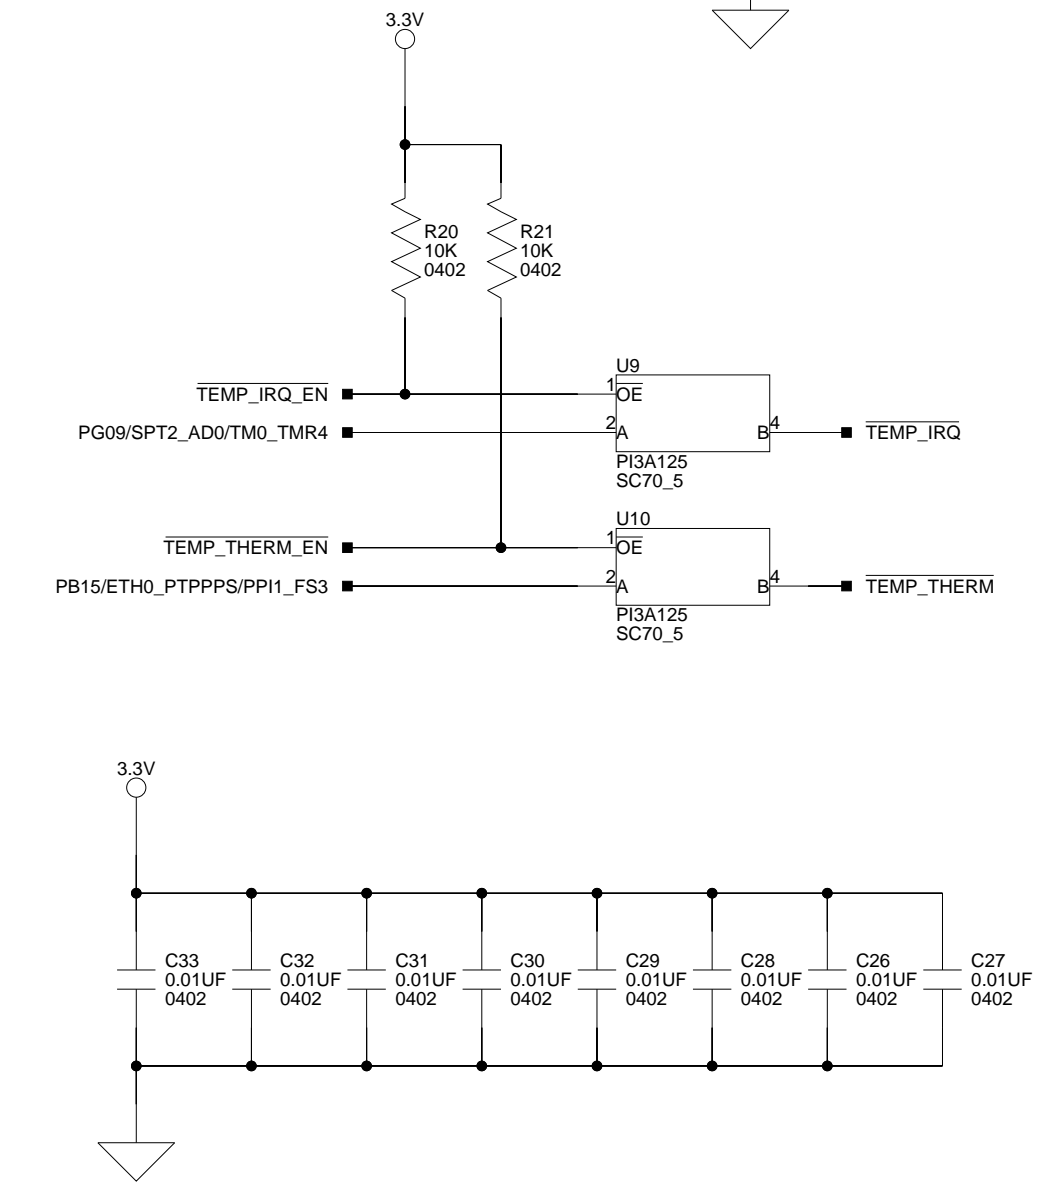 3.3V
R20
10K
0402
R21
10K
0402
TEMP_IRQ_EN
PG09/SPT2_AD0/TM0_TMR4
U9
1
OE
2
A
B
4
TEMP_IRQ
PI3A125
SC70_5
TEMP_THERM_EN
PB15/ETH0_PTPPPS/PPI1_FS3
U10
1
OE
2
A
B
4
TEMP_THERM
PI3A125
SC70_5
3.3V
C33
0.01UF
0402
C32
0.01UF
0402
C31
0.01UF
0402
C30
0.01UF
0402
C29
0.01UF
0402
C28
0.01UF
0402
C26
0.01UF
0402
C27
0.01UF
0402